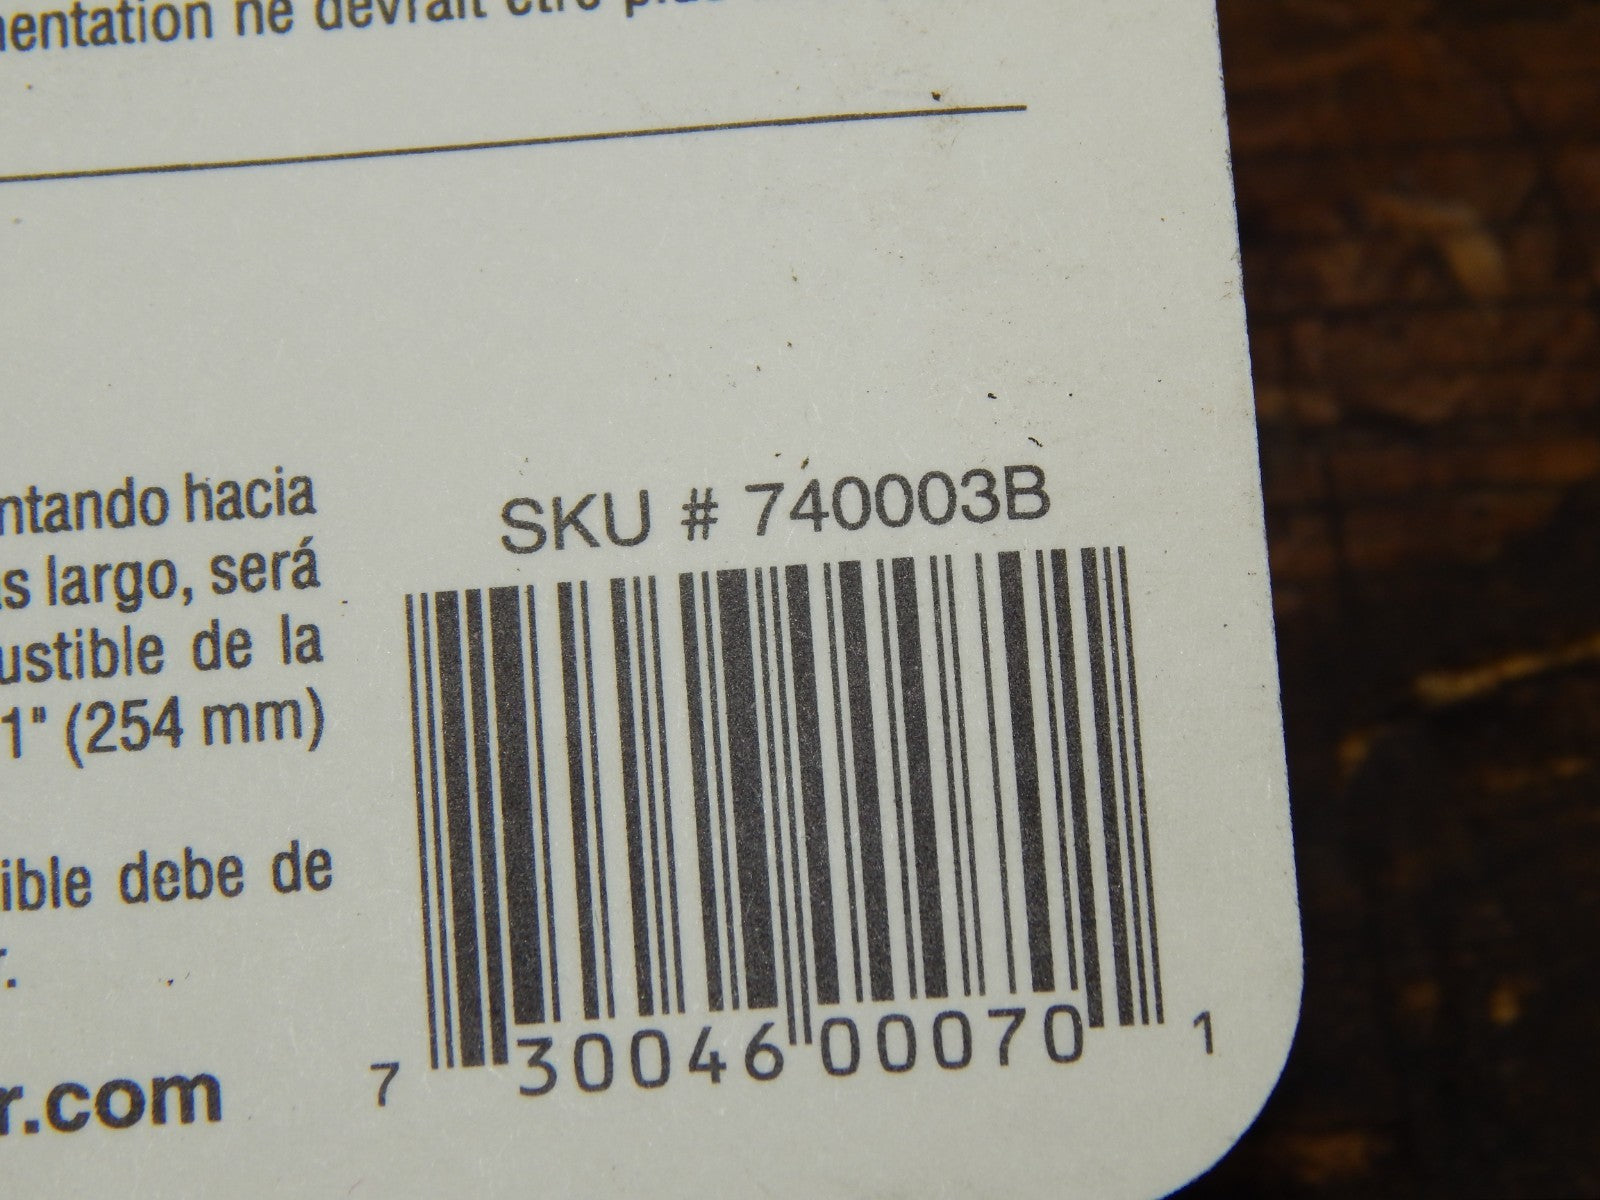 ne devrait être
ntando hacia
s largo, será
ustible de la
1" (254 mm)
ible debe de
r.
r.com
SKU # 740003B
7 30046 00070 1